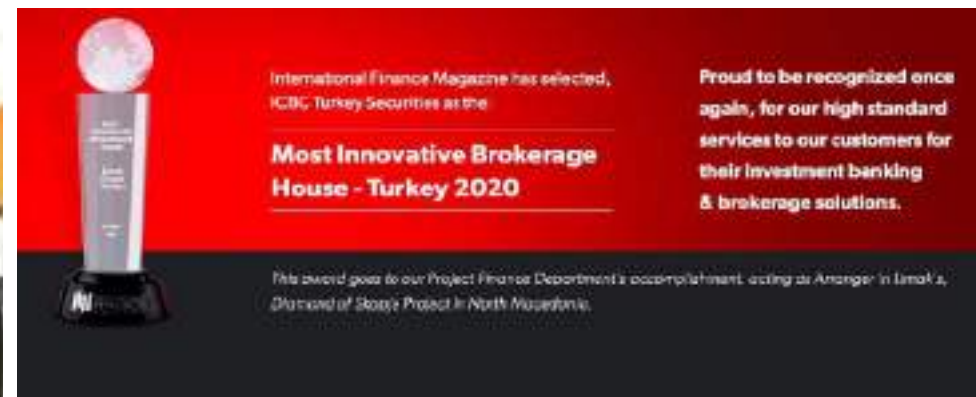 International Finance Magazine has selected,
ICBC Turkey Securities as the
Most Innovative Brokerage
House - Turkey 2020
Proud to be recognized once
again, for our high standard
services to our customers for
their investment banking
& brokerage solutions.
This award goes to our Project Finance Department's accomplishment, acting as Arranger in Limak's,
Diamond of Skopje Project in North Macedonia.